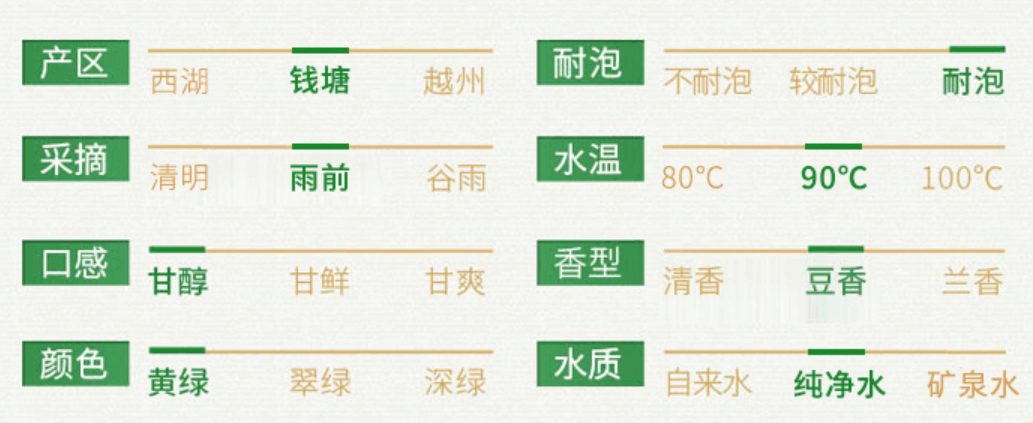 产区 西湖 钱塘 越州
耐泡 不耐泡 较耐泡 耐泡
采摘 清明 雨前 谷雨
水温 80℃ 90℃ 100℃
口感 甘醇 甘鲜 甘爽
香型 清香 豆香 兰香
颜色 黄绿 翠绿 深绿
水质 自来水 纯净水 矿泉水